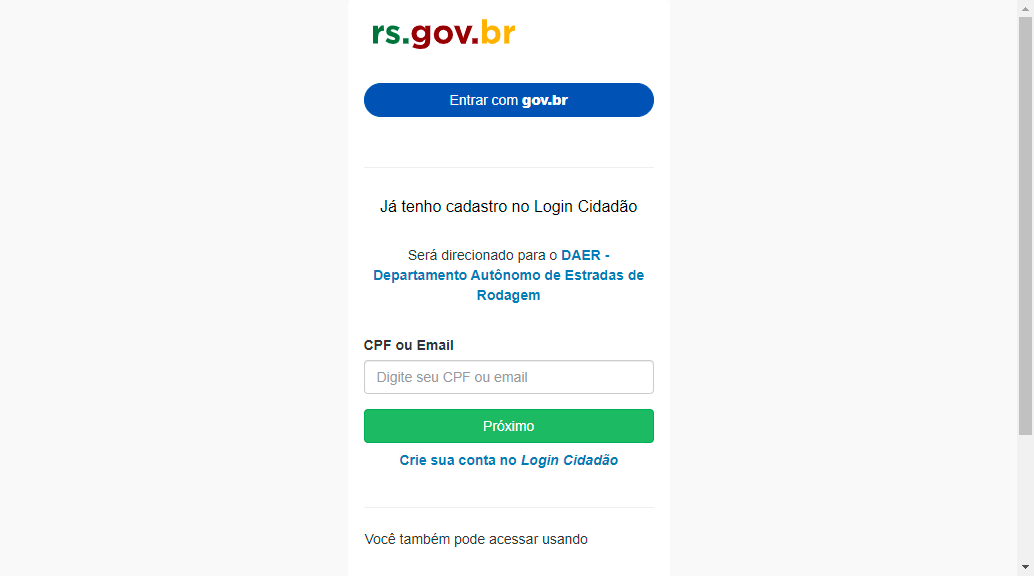 rs.gov.br
Entrar com gov.br
Já tenho cadastro no Login Cidadão
Será direcionado para o DAER -
Departamento Autônomo de Estradas de
Rodagem
CPF ou Email
Digite seu CPF ou email
Próximo
Crie sua conta no Login Cidadão
Você também pode acessar usando